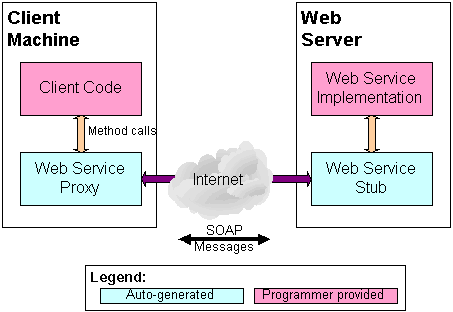 Client
Machine
Web
Server
Client Code
Web Service
Implementation
Method calls
Web Service
Proxy
Internet
Web Service
Stub
SOAP
Messages
Legend:
Auto-generated
Programmer provided